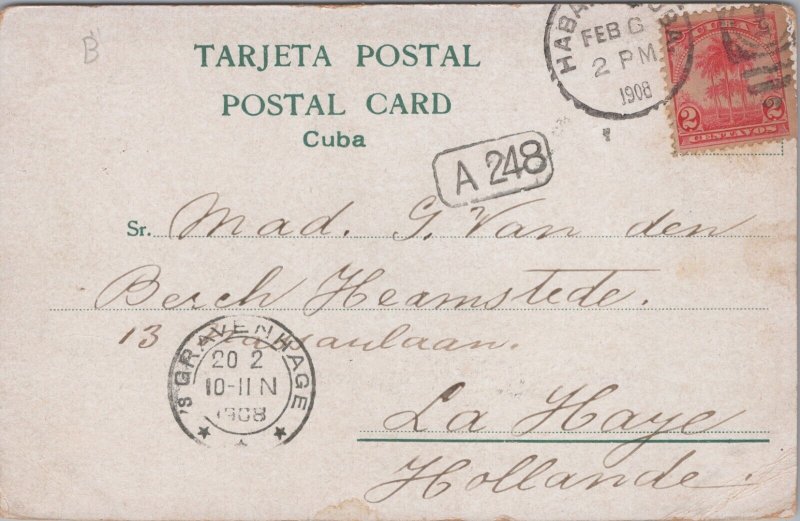 B
TARJETA POSTAL
POSTAL CARD
Cuba
FEB 6
2 PM
1908
CUBA
2 2
CENTAVOS
A 248
Sr. Mad. G. Van den
Berch Heamstede.
13
La Haye
Hollande.
'S GRAVENHAGE
20 2
10-11 N
1908